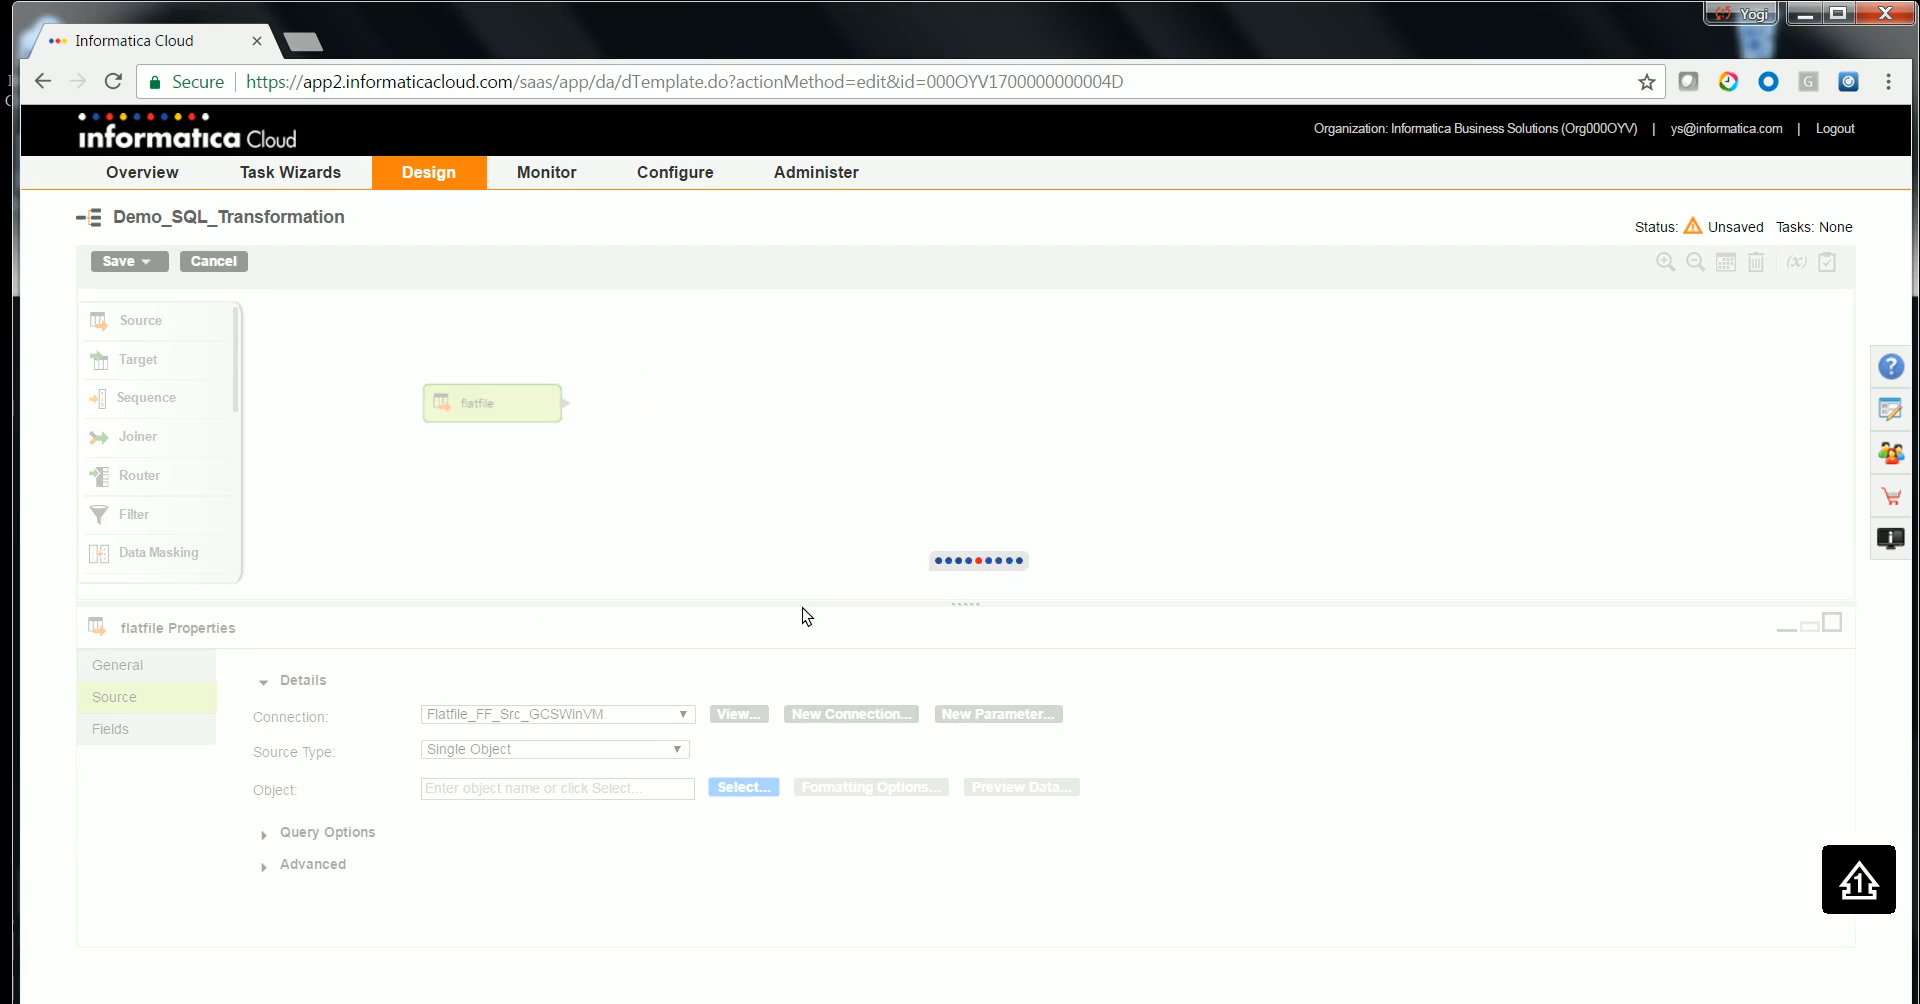 Yogi
Informatica Cloud
Secure https://app2.informaticacloud.com/saas/app/da/dTemplate.do?actionMethod=edit&id=000OYV1700000000004D
informatica Cloud
Organization: Informatica Business Solutions (Org000OYV) | ys@informatica.com | Logout
Overview Task Wizards Design Monitor Configure Administer
Demo_SQL_Transformation
Status: Unsaved Tasks: None
Save Cancel
(x)
Source
Target
Sequence
Joiner
Router
Filter
Data Masking
flatfile
flatfile Properties
General
Source
Fields
Details
Connection: Flatfile_FF_Src_GCSWinVM View... New Connection... New Parameter...
Source Type: Single Object
Object: Enter object name or click Select... Select... Formatting Options... Preview Data...
Query Options
Advanced
1